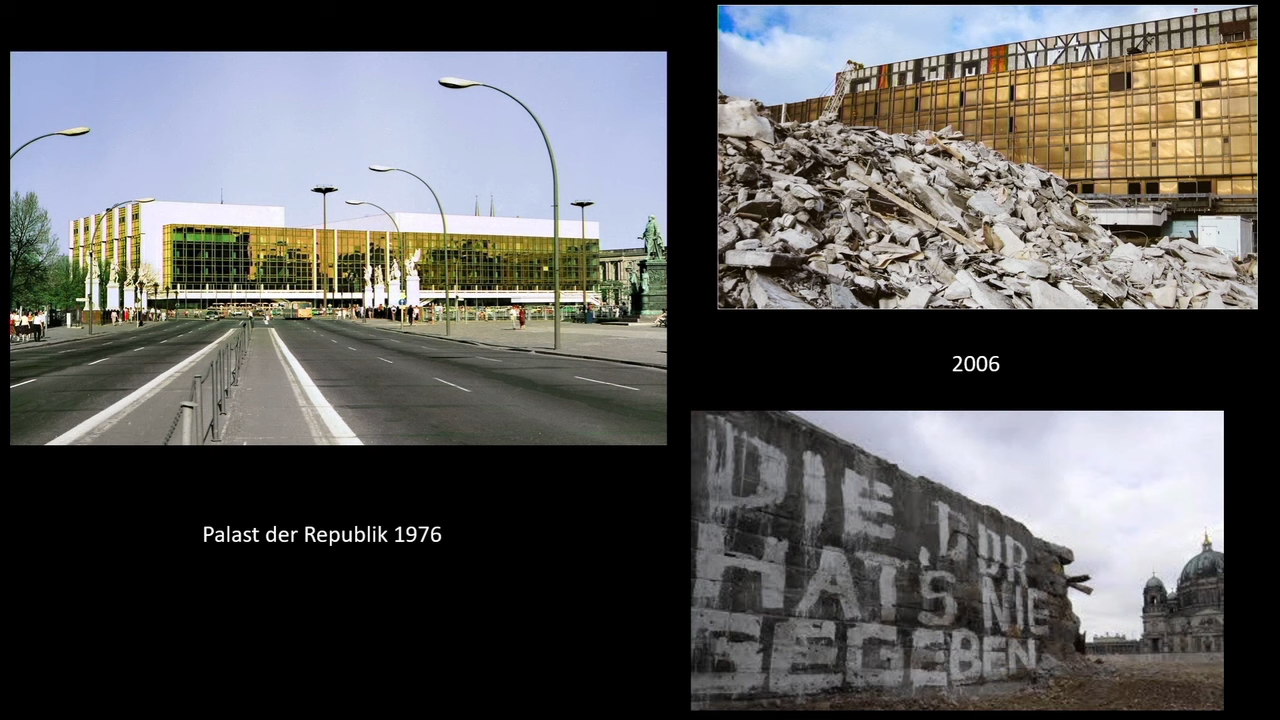 Palast der Republik 1976
2006
DIE DDR
HAT'S NIE
GEGEBEN